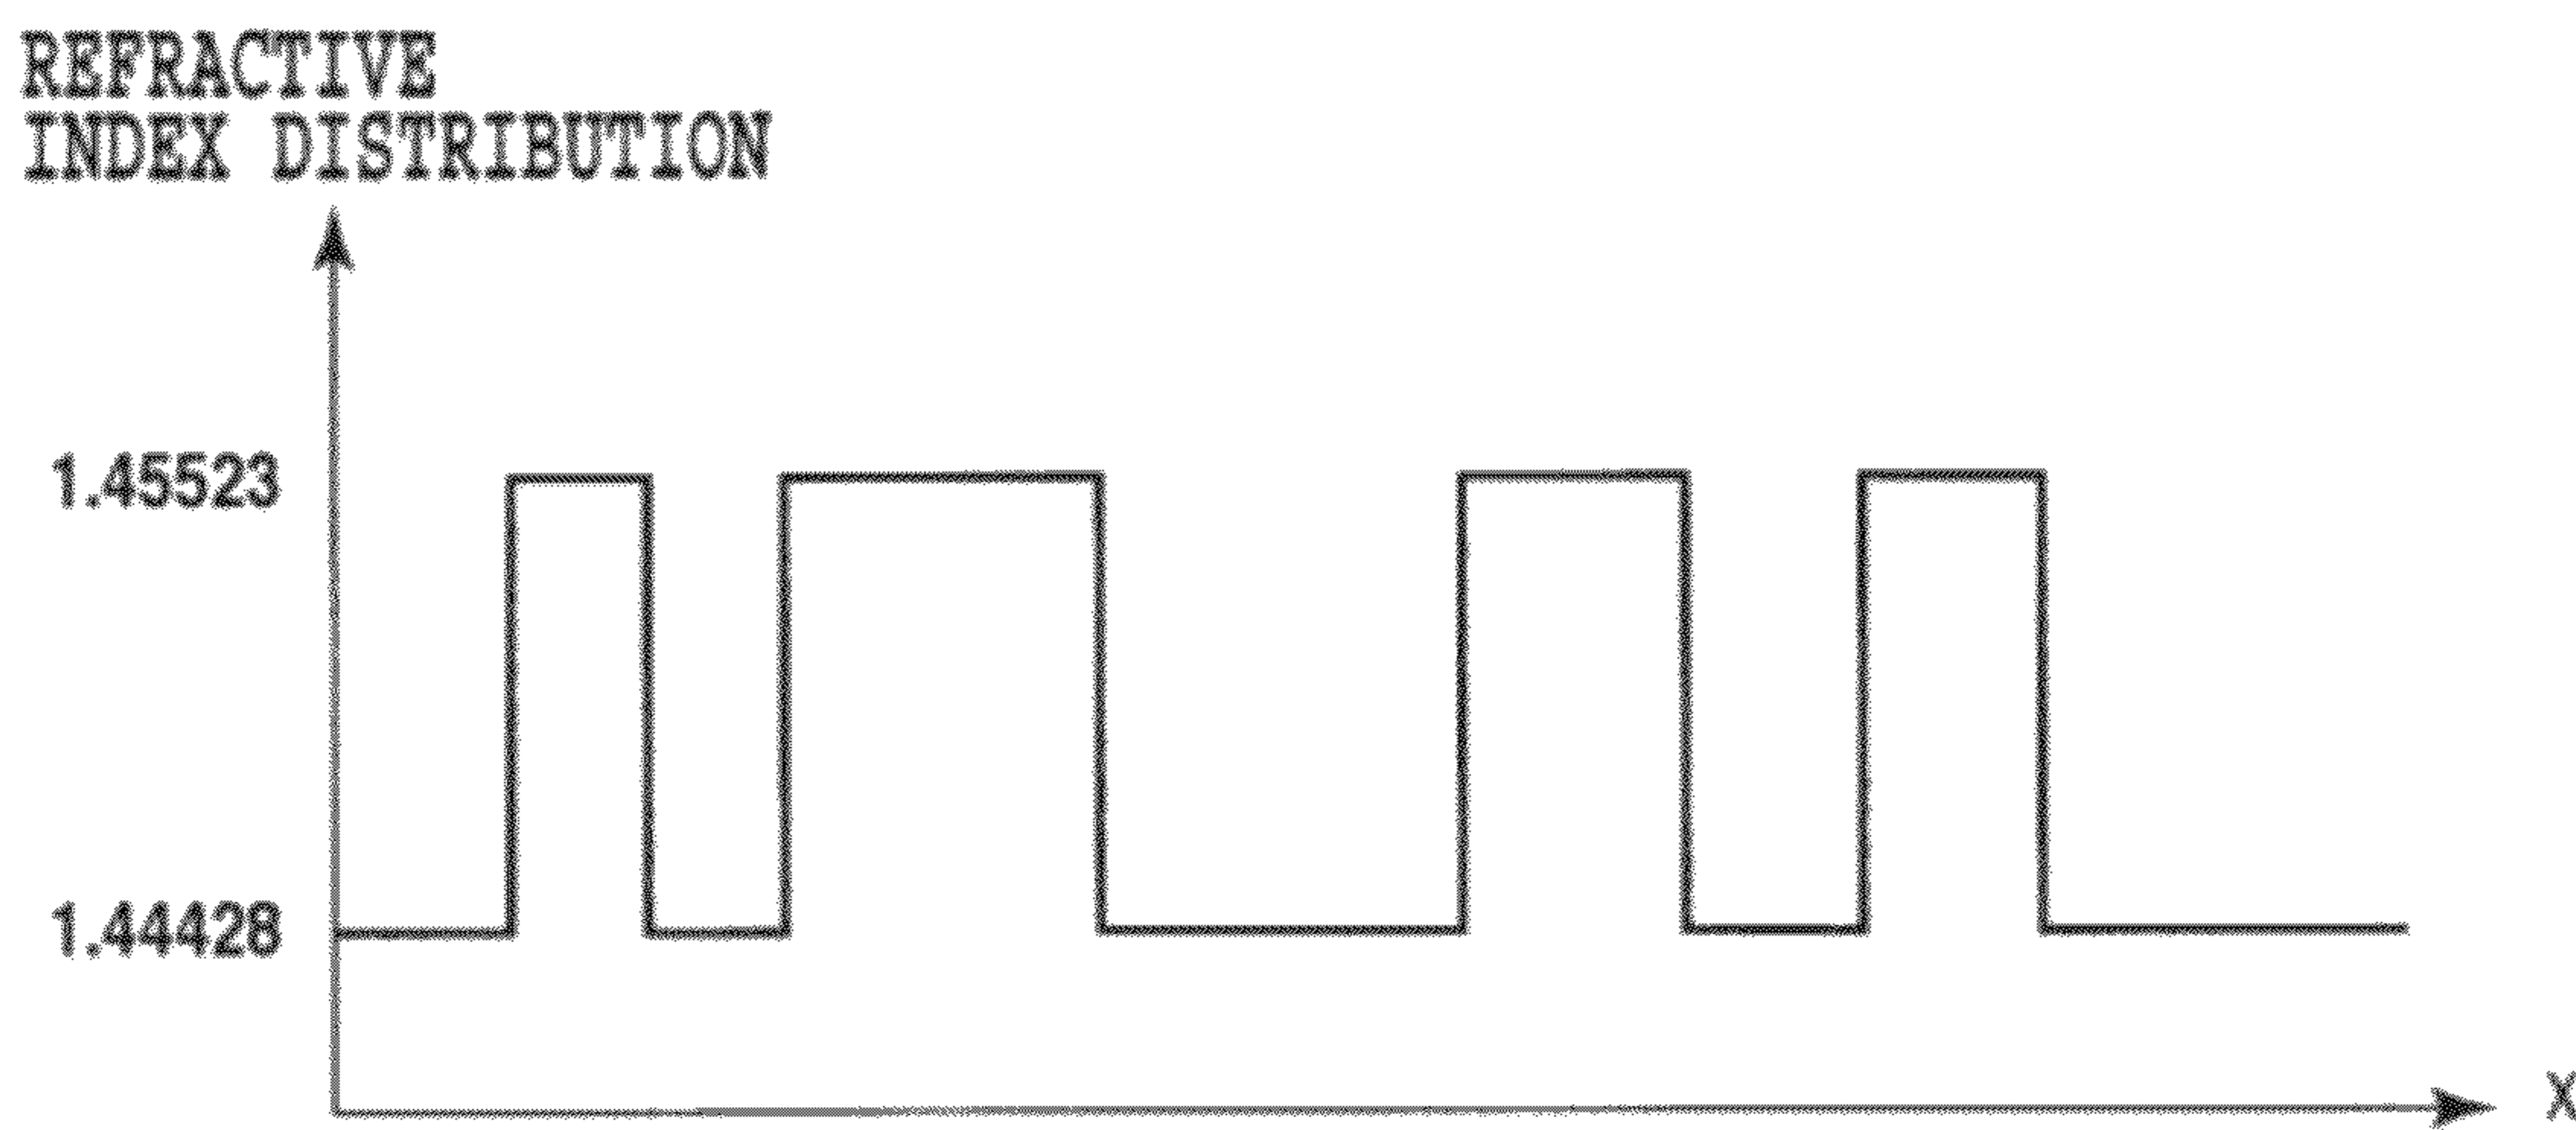 REFRACTIVE
INDEX DISTRIBUTION
1.45523
1.44428
X